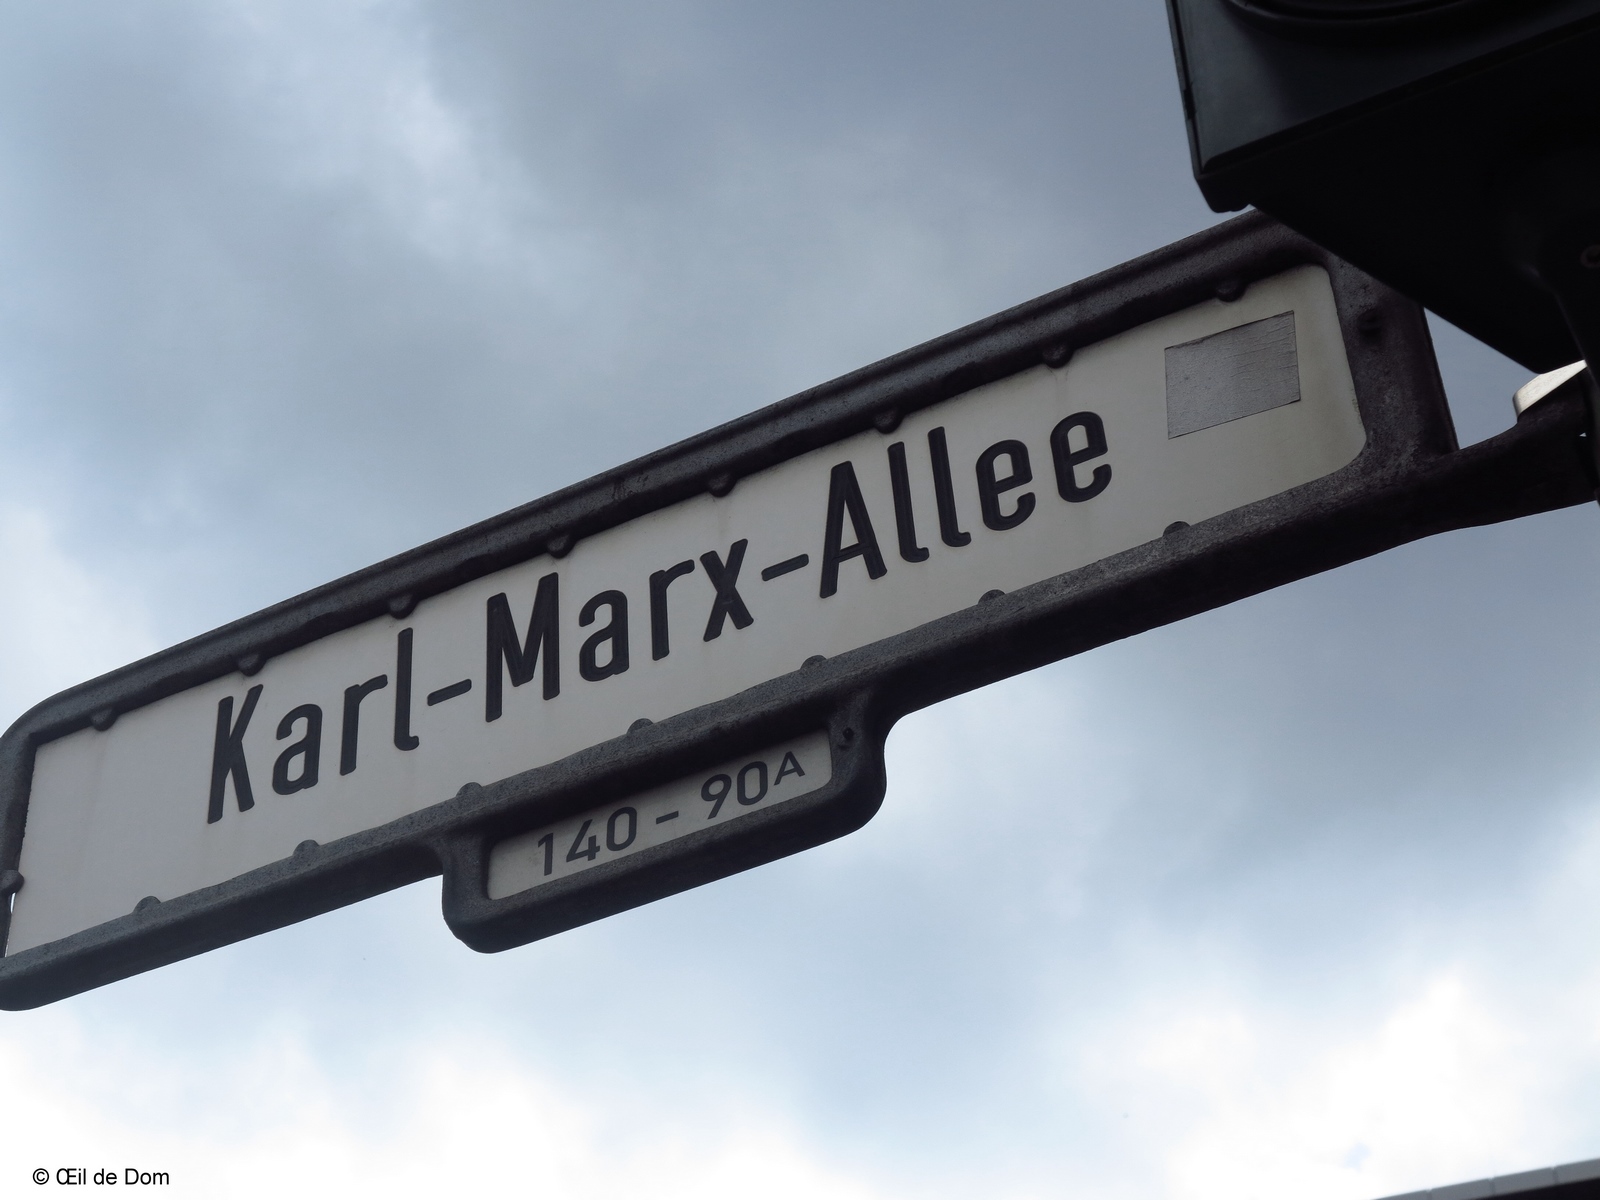 Karl-Marx-Allee
140 - 90A
© Œil de Dom